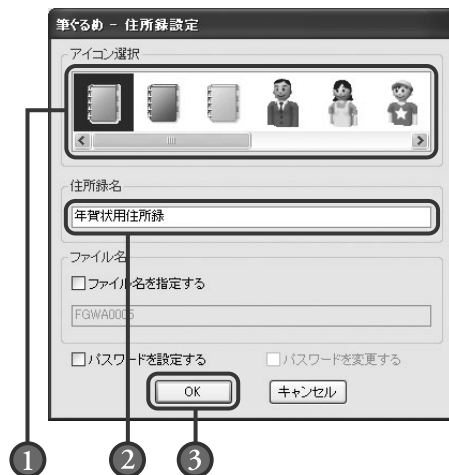 筆ぐるめ － 住所録設定
アイコン選択
住所録名
年賀状用住所録
ファイル名
ファイル名を指定する
FGWA0005
パスワードを設定する
パスワードを変更する
OK
キャンセル
1
2
3